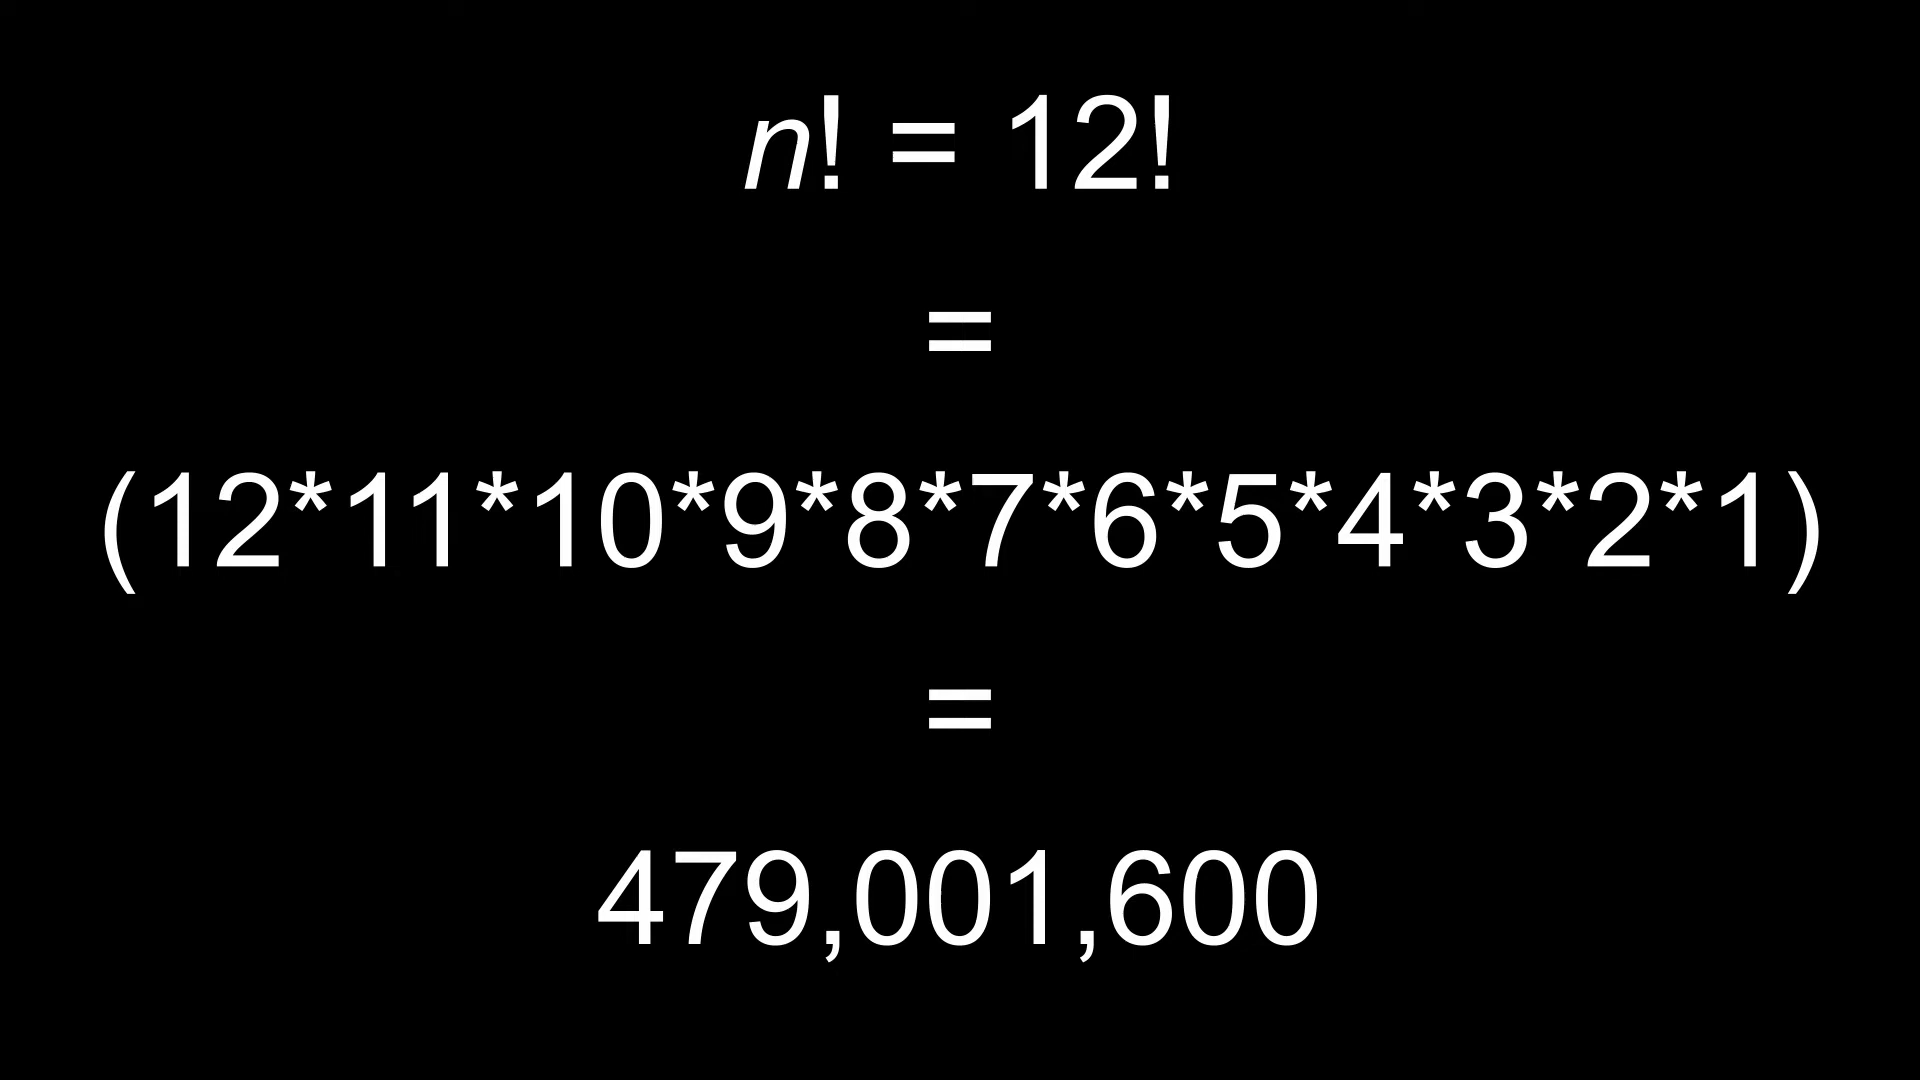 n! = 12!
=
(12*11*10*9*8*7*6*5*4*3*2*1)
=
479,001,600